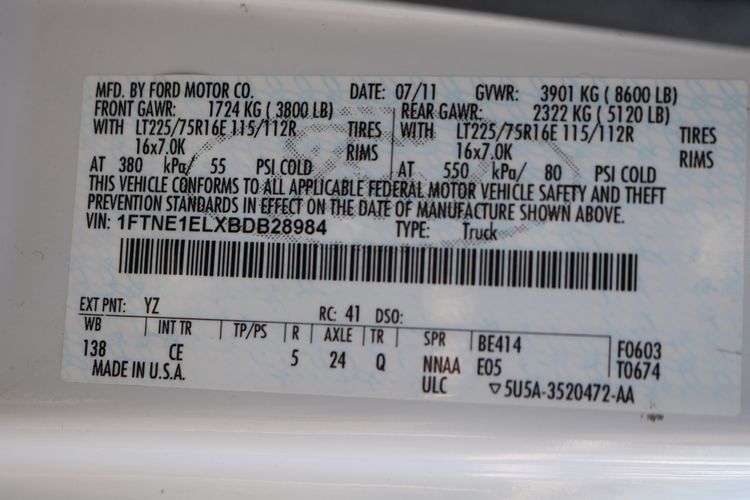 MFD. BY FORD MOTOR CO. DATE: 07/11 GVWR: 3901 KG ( 8600 LB)
FRONT GAWR: 1724 KG ( 3800 LB) REAR GAWR: 2322 KG ( 5120 LB)
WITH LT225/75R16E 115/112R TIRES WITH LT225/75R16E 115/112R TIRES
16x7.0K RIMS 16x7.0K RIMS
AT 380 kPa/ 55 PSI COLD AT 550 kPa/ 80 PSI COLD
THIS VEHICLE CONFORMS TO ALL APPLICABLE FEDERAL MOTOR VEHICLE SAFETY AND THEFT
PREVENTION STANDARDS IN EFFECT ON THE DATE OF MANUFACTURE SHOWN ABOVE.
VIN: 1FTNE1ELXBDB28984 TYPE: Truck
EXT PNT: YZ RC: 41 DSO:
WB INT TR TP/PS R AXLE TR SPR BE414 F0603
138 CE 5 24 Q NNAA E05 T0674
MADE IN U.S.A. ULC ▽5U5A-3520472-AA